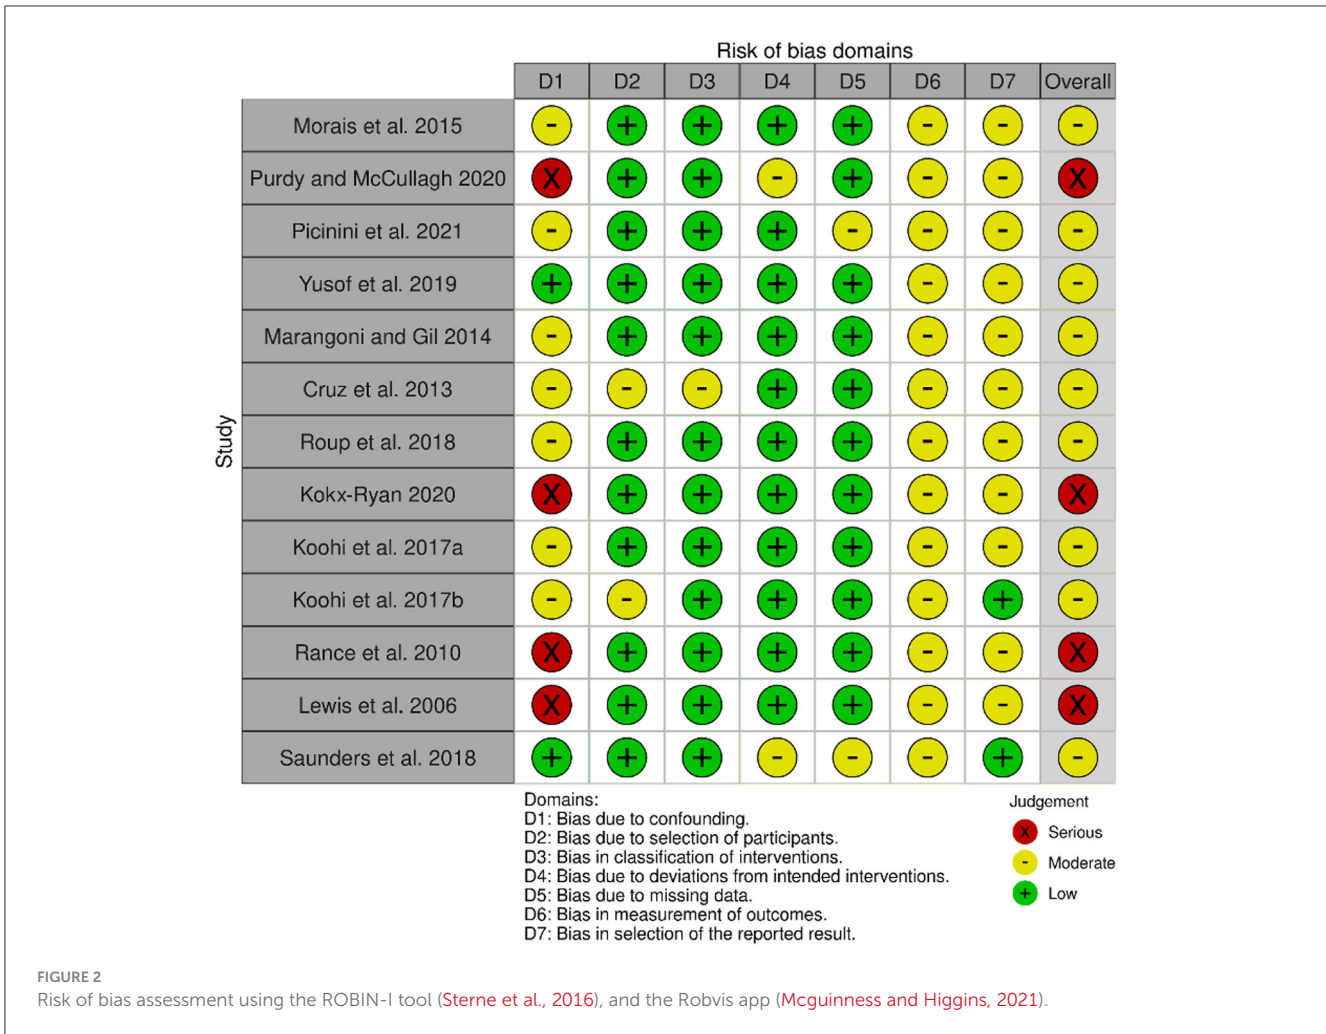 Risk of bias domains
D1 D2 D3 D4 D5 D6 D7 Overall
Study
Morais et al. 2015 - + + + + - - -
Purdy and McCullagh 2020 X + + - + - - X
Picinini et al. 2021 - + + + - - - -
Yusof et al. 2019 + + + + + - - -
Marangoni and Gil 2014 - + + + + - - -
Cruz et al. 2013 - - - + + - - -
Roup et al. 2018 - + + + + - - -
Kokx-Ryan 2020 X + + + + - - X
Koohi et al. 2017a - + + + + - - -
Koohi et al. 2017b - - + + + - + -
Rance et al. 2010 X + + + + - - X
Lewis et al. 2006 X + + + + - - X
Saunders et al. 2018 + + + - - - + -
Domains:
D1: Bias due to confounding.
D2: Bias due to selection of participants.
D3: Bias in classification of interventions.
D4: Bias due to deviations from intended interventions.
D5: Bias due to missing data.
D6: Bias in measurement of outcomes.
D7: Bias in selection of the reported result.
Judgement
X Serious
- Moderate
+ Low
FIGURE 2
Risk of bias assessment using the ROBIN-I tool (Sterne et al., 2016), and the Robvis app (Mcguinness and Higgins, 2021).